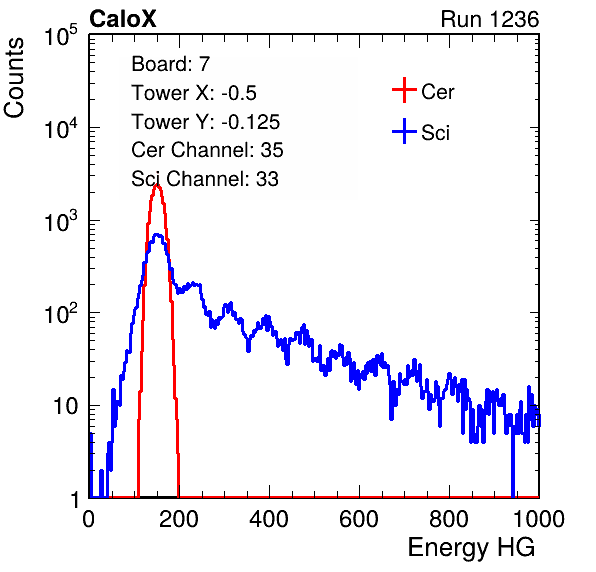 CaloX Run 1236
Counts
10^5
10^4
10^3
10^2
10
1
Board: 7
Tower X: -0.5
Tower Y: -0.125
Cer Channel: 35
Sci Channel: 33
Cer
Sci
0 200 400 600 800 1000
Energy HG